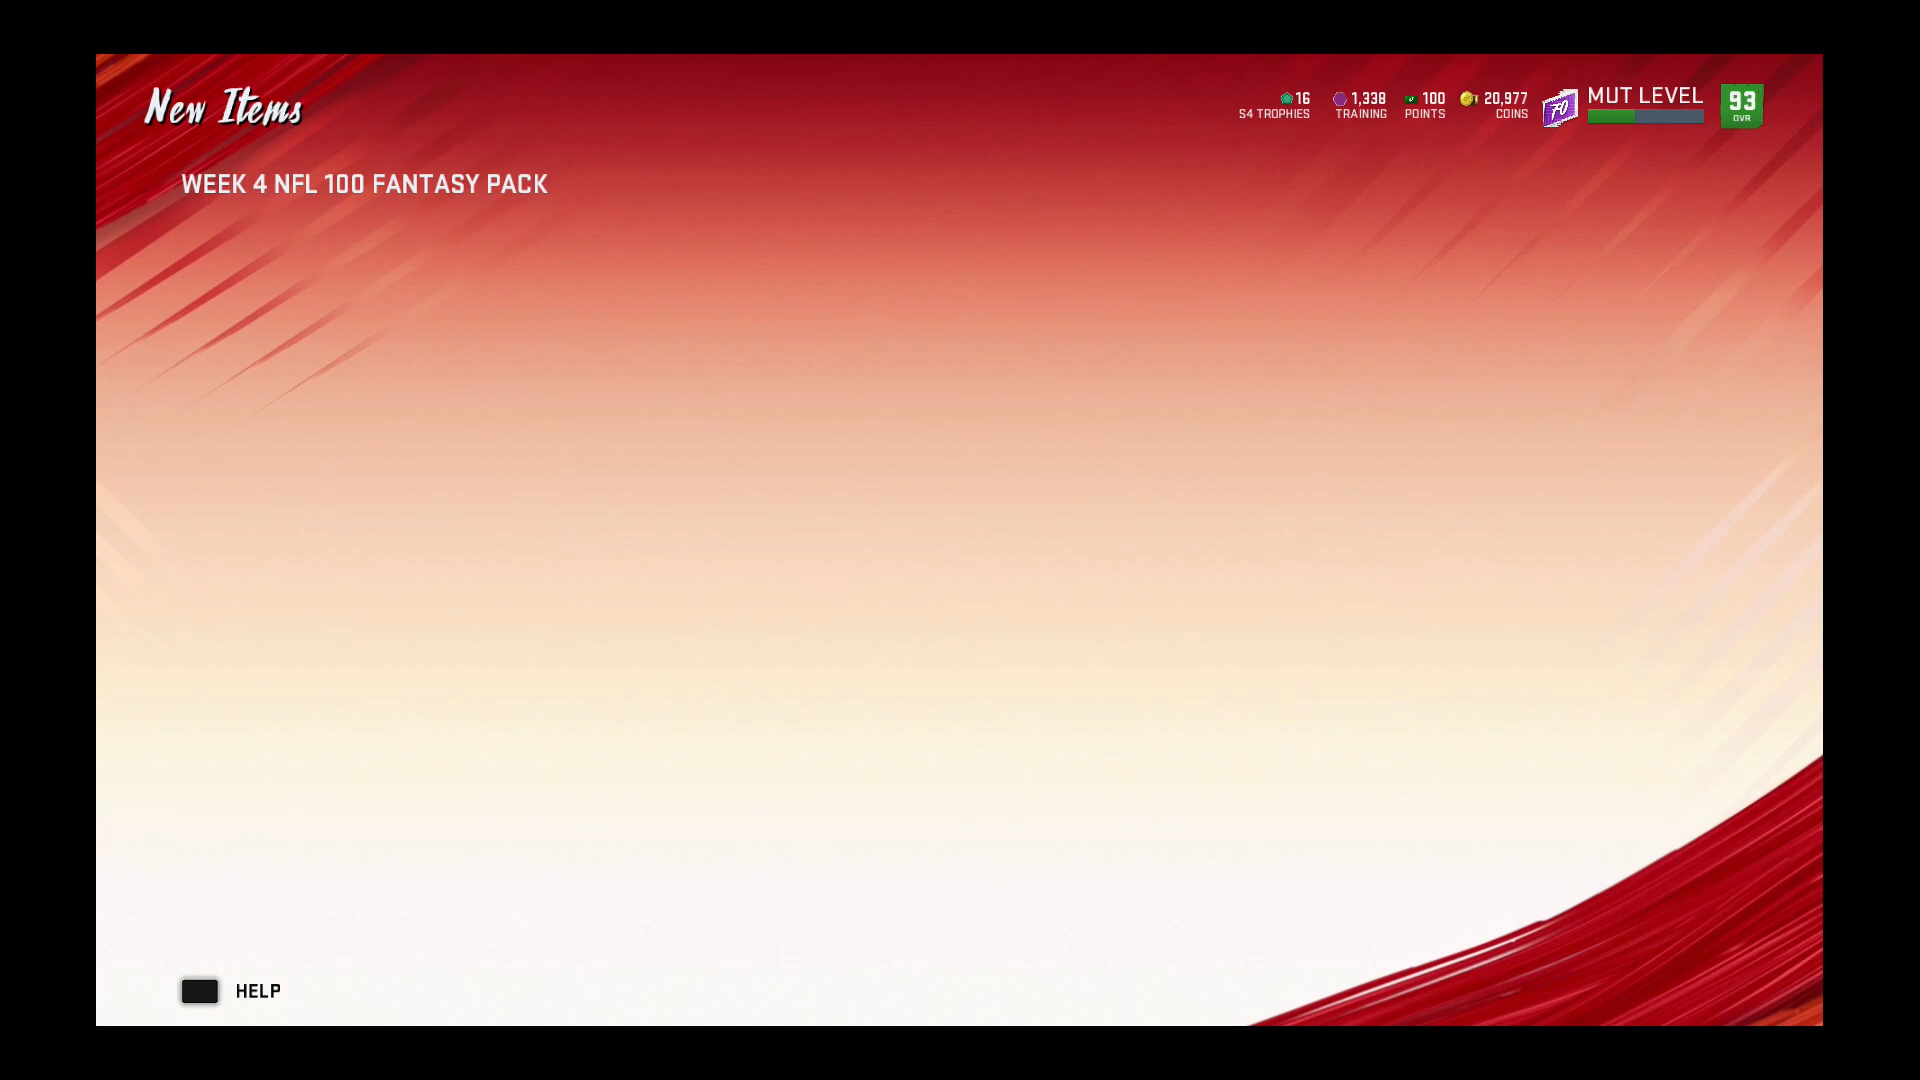 New Items
16 1,338 100 20,977
S4 TROPHIES TRAINING POINTS COINS
70
MUT LEVEL
93
OVR
WEEK 4 NFL 100 FANTASY PACK
HELP